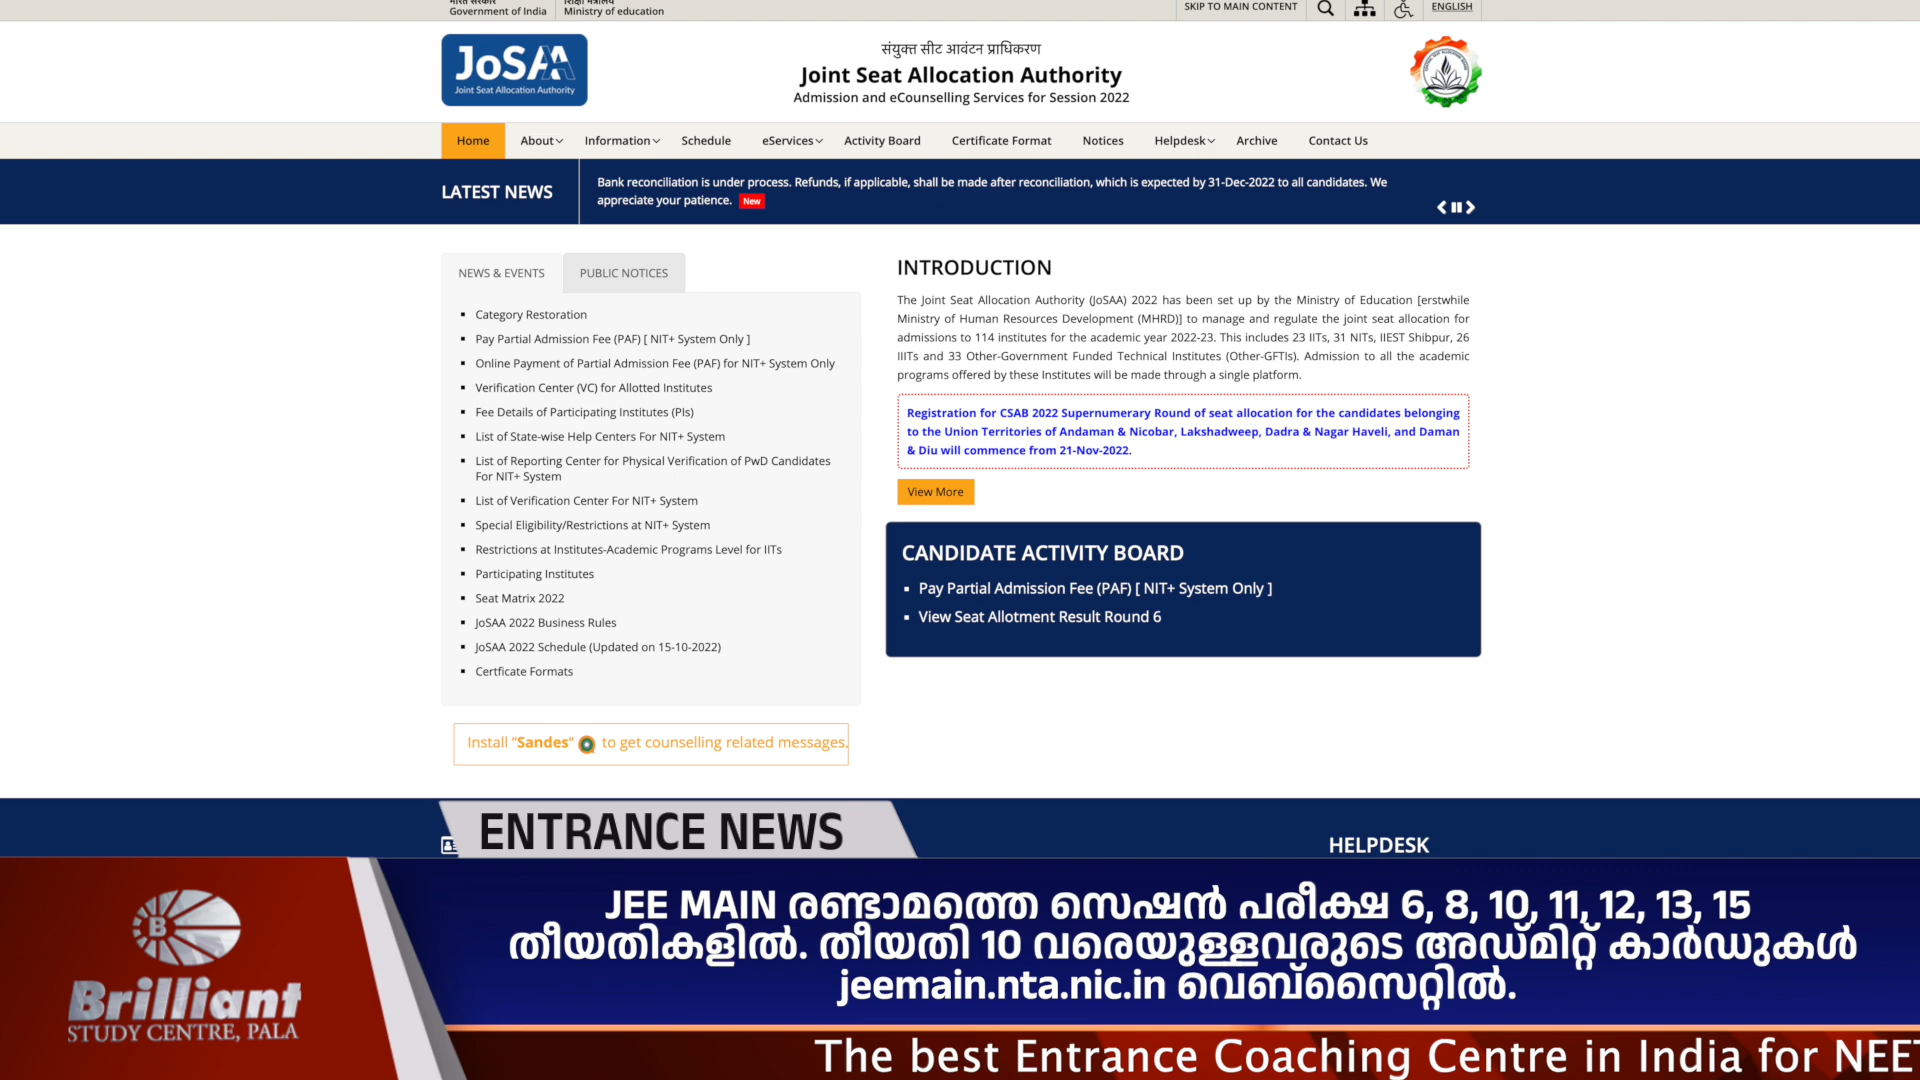 भारत सरकार
Government of India
शिक्षा मंत्रालय
Ministry of education
SKIP TO MAIN CONTENT
ENGLISH
JoSAA
Joint Seat Allocation Authority
संयुक्त सीट आवंटन प्राधिकरण
Joint Seat Allocation Authority
Admission and eCounselling Services for Session 2022
Home About Information Schedule eServices Activity Board Certificate Format Notices Helpdesk Archive Contact Us
LATEST NEWS
Bank reconciliation is under process. Refunds, if applicable, shall be made after reconciliation, which is expected by 31-Dec-2022 to all candidates. We
appreciate your patience. New
NEWS & EVENTS
PUBLIC NOTICES
Category Restoration
Pay Partial Admission Fee (PAF) [ NIT+ System Only ]
Online Payment of Partial Admission Fee (PAF) for NIT+ System Only
Verification Center (VC) for Allotted Institutes
Fee Details of Participating Institutes (PIs)
List of State-wise Help Centers For NIT+ System
List of Reporting Center for Physical Verification of PwD Candidates
For NIT+ System
List of Verification Center For NIT+ System
Special Eligibility/Restrictions at NIT+ System
Restrictions at Institutes-Academic Programs Level for IITs
Participating Institutes
Seat Matrix 2022
JoSAA 2022 Business Rules
JoSAA 2022 Schedule (Updated on 15-10-2022)
Certficate Formats
Install "Sandes" to get counselling related messages.
INTRODUCTION
The Joint Seat Allocation Authority (JoSAA) 2022 has been set up by the Ministry of Education [erstwhile
Ministry of Human Resources Development (MHRD)] to manage and regulate the joint seat allocation for
admissions to 114 institutes for the academic year 2022-23. This includes 23 IITs, 31 NITs, IIEST Shibpur, 26
IIITs and 33 Other-Government Funded Technical Institutes (Other-GFTIs). Admission to all the academic
programs offered by these Institutes will be made through a single platform.
Registration for CSAB 2022 Supernumerary Round of seat allocation for the candidates belonging
to the Union Territories of Andaman & Nicobar, Lakshadweep, Dadra & Nagar Haveli, and Daman
& Diu will commence from 21-Nov-2022.
View More
CANDIDATE ACTIVITY BOARD
Pay Partial Admission Fee (PAF) [ NIT+ System Only ]
View Seat Allotment Result Round 6
ENTRANCE NEWS
HELPDESK
JEE MAIN രണ്ടാമത്തെ സെഷൻ പരീക്ഷ 6, 8, 10, 11, 12, 13, 15
തീയതികളിൽ. തീയതി 10 വരെയുള്ളവരുടെ അഡ്മിറ്റ് കാർഡുകൾ
jeemain.nta.nic.in വെബ്സൈറ്റിൽ.
B
Brilliant
STUDY CENTRE, PALA
The best Entrance Coaching Centre in India for NEET